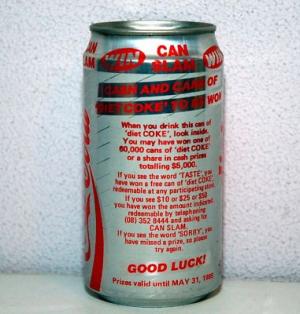 WIN CAN WIN
SLAM SLAM
CASH AND CANS OF
'DIET COKE' TO BE WON
When you drink this can of
'diet COKE', look inside.
You may have won one of
60,000 cans of 'diet COKE'
or a share in cash prizes
totalling $5,000.
If you see the word 'TASTE', you
have won a free can of 'diet COKE'
redeemable at any participating store.
If you see $10 or $25 or $50
you have won the amount indicated,
redeemable by telephoning
(08) 352 8444 and asking for
CAN SLAM.
If you see the word 'SORRY', you
have missed a prize, so please
try again.
GOOD LUCK!
Prizes valid until MAY 31,